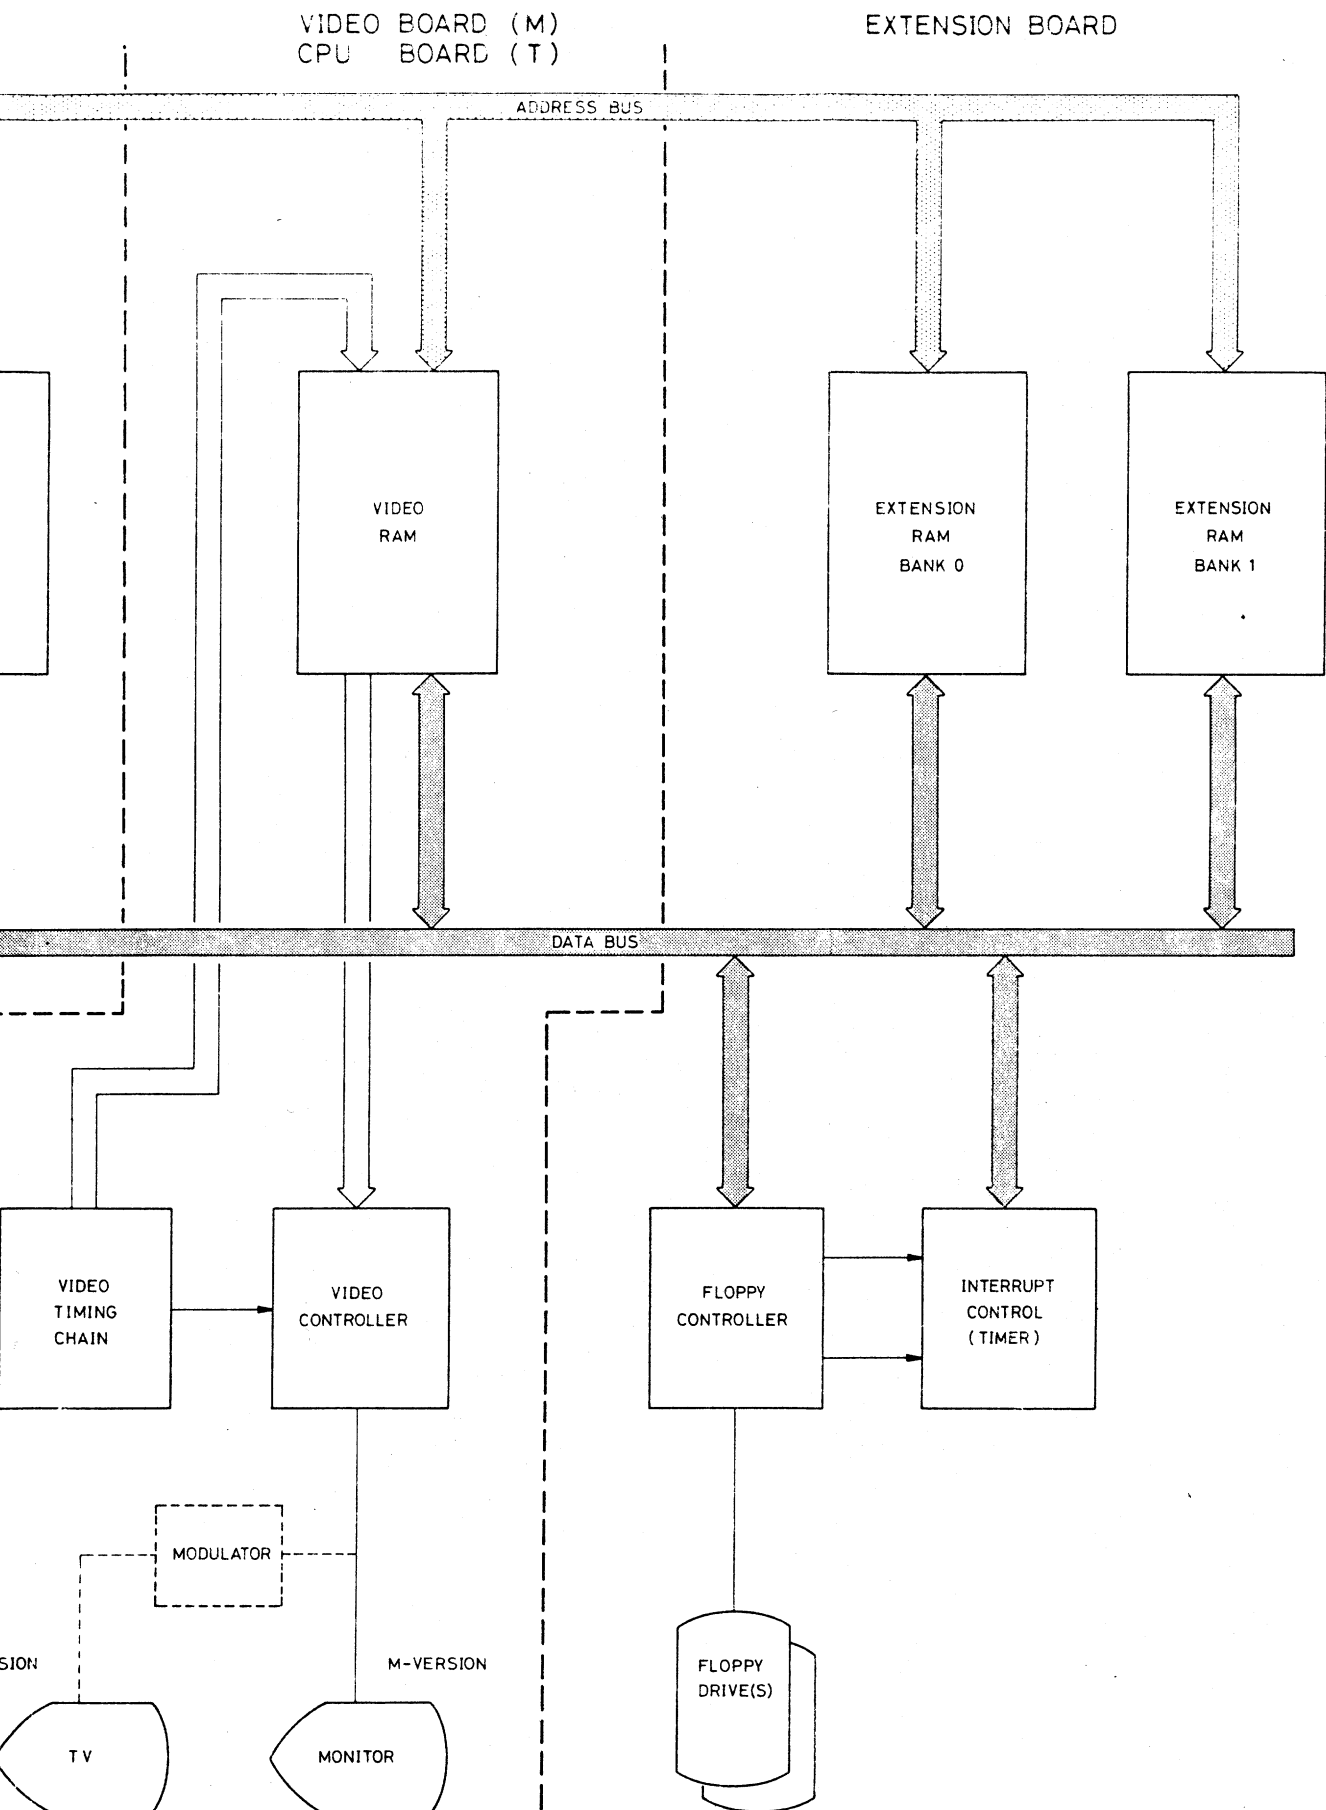 VIDEO BOARD (M)
CPU BOARD (T)
EXTENSION BOARD
ADDRESS BUS
VIDEO
RAM
EXTENSION
RAM
BANK 0
EXTENSION
RAM
BANK 1
DATA BUS
VIDEO
TIMING
CHAIN
VIDEO
CONTROLLER
FLOPPY
CONTROLLER
INTERRUPT
CONTROL
(TIMER)
MODULATOR
SION
M-VERSION
FLOPPY
DRIVE(S)
TV
MONITOR